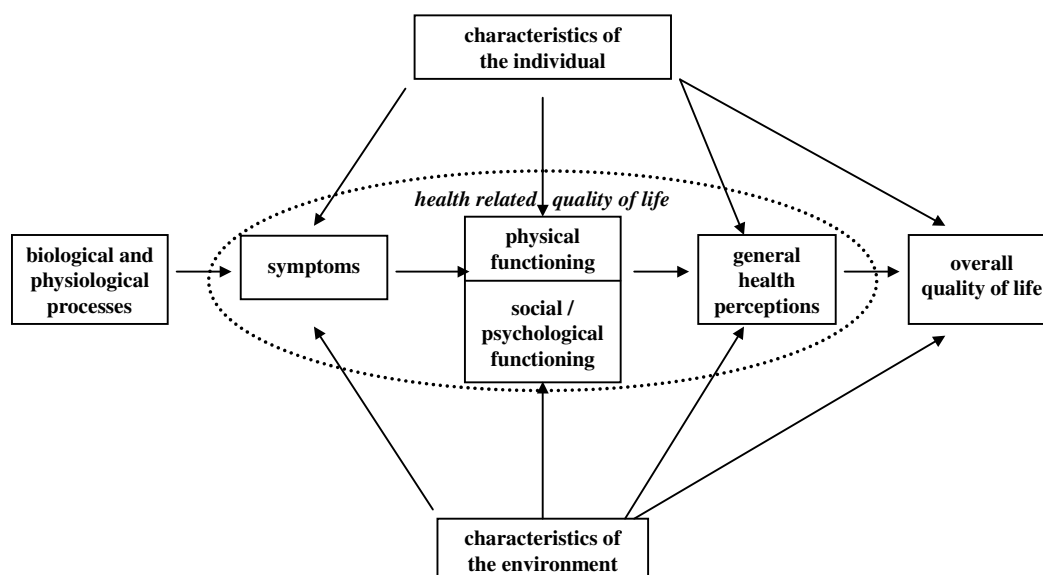 characteristics of
the individual
health related quality of life
biological and
physiological
processes
symptoms
physical
functioning
social /
psychological
functioning
general
health
perceptions
overall
quality of life
characteristics of
the environment